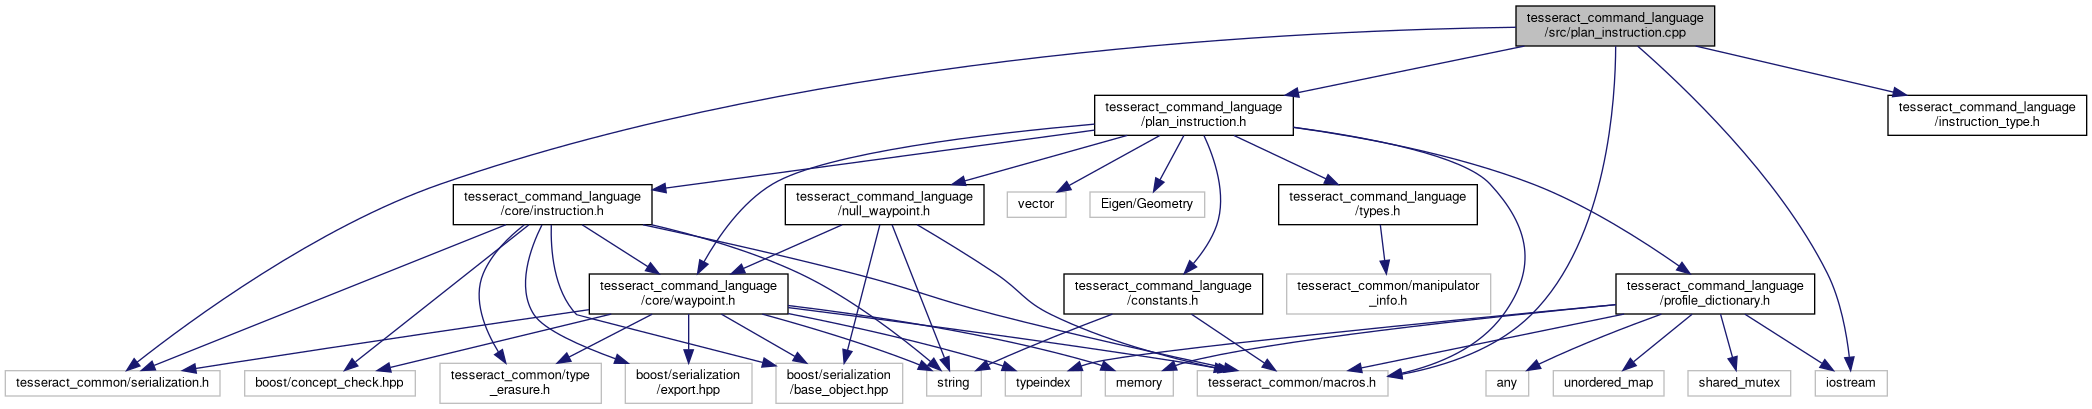 tesseract_command_language
/src/plan_instruction.cpp
tesseract_command_language
/plan_instruction.h
tesseract_command_language
/instruction_type.h
tesseract_command_language
/core/instruction.h
tesseract_command_language
/null_waypoint.h
vector
Eigen/Geometry
tesseract_command_language
/types.h
tesseract_command_language
/core/waypoint.h
tesseract_command_language
/constants.h
tesseract_common/manipulator
_info.h
tesseract_command_language
/profile_dictionary.h
tesseract_common/serialization.h
boost/concept_check.hpp
tesseract_common/type
_erasure.h
boost/serialization
/export.hpp
boost/serialization
/base_object.hpp
string
typeindex
memory
tesseract_common/macros.h
any
unordered_map
shared_mutex
iostream